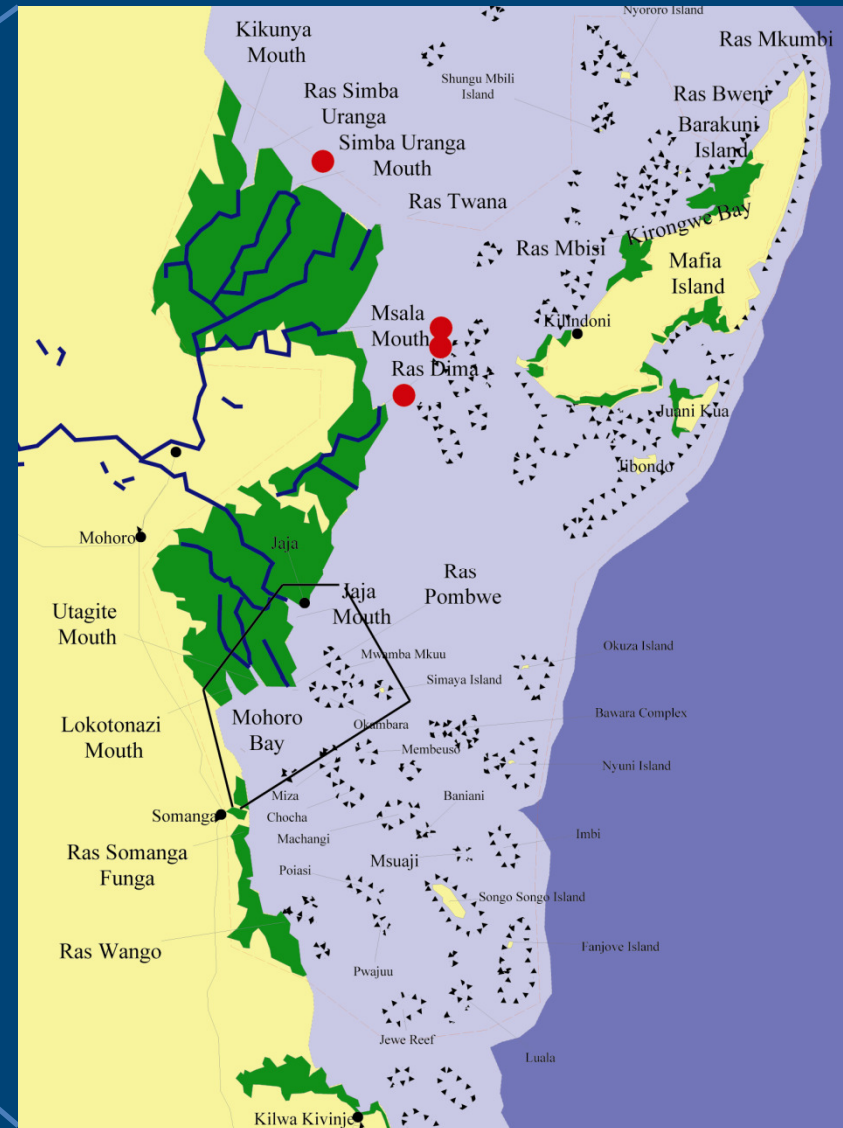 Nyororo Island
Kikunya
Mouth
Ras Mkumbi
Shungu Mbili
Island
Ras Simba
Uranga
Ras Bweni
Barakuni
Island
Simba Uranga
Mouth
Ras Twana
Kirongwe Bay
Ras Mbisi
Mafia
Island
Msala
Mouth
Kilindoni
Ras Dima
Juani Kua
Jibondo
Mohoro
Jaja
Ras
Pombwe
Jaja
Mouth
Utagite
Mouth
Mwamba Mkuu
Okuza Island
Simaya Island
Lokotonazi
Mouth
Mohoro
Bay
Okambara
Bawara Complex
Membeuso
Nyuni Island
Miza
Baniani
Somanga
Chocha
Machangi
Imbi
Ras Somanga
Funga
Msuaji
Poiasi
Songo Songo Island
Ras Wango
Fanjove Island
Pwajuu
Jewe Reef
Luala
Kilwa Kivinje